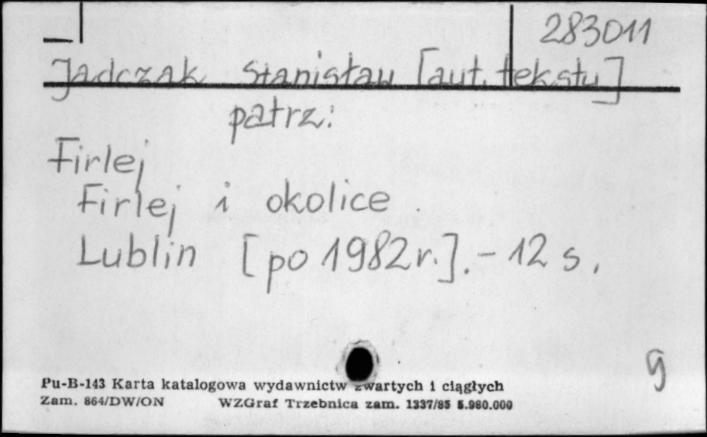 283011
Jadczak Stanisław [aut. tekstu]
patrz:
Firlej
Firlej i okolice
Lublin [po 1982 r.]. - 12 s.
g
Pu-B-143 Karta katalogowa wydawnictw zwartych i ciągłych
Zam. 864/DW/ON WZGraf Trzebnica zam. 1337/85 5.980.000